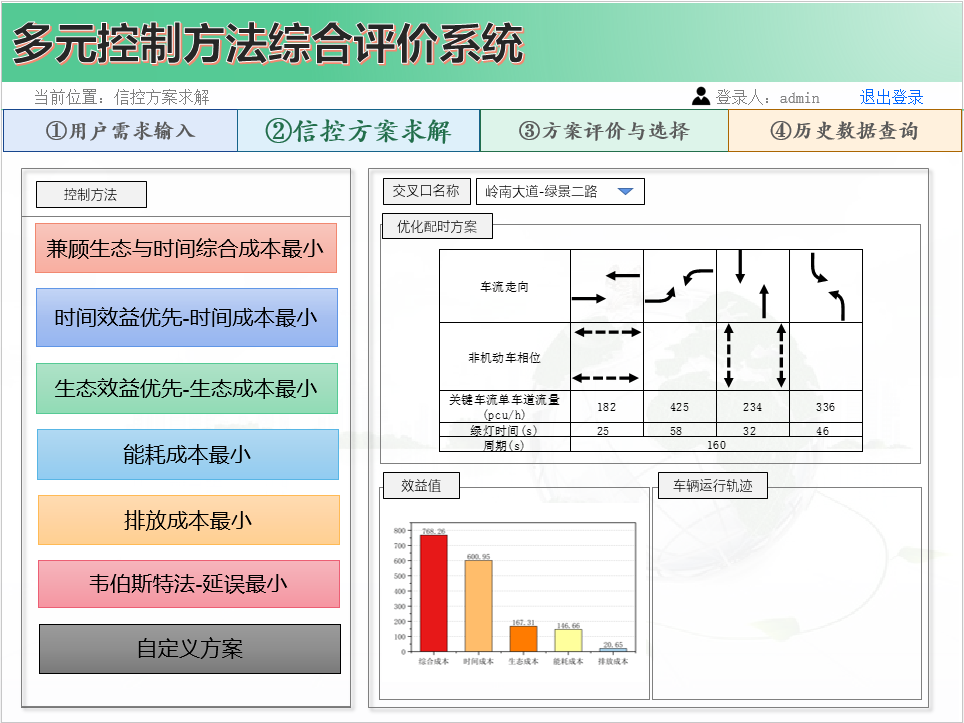 多元控制方法综合评价系统
当前位置：信控方案求解
登录人：admin 退出登录
①用户需求输入 ②信控方案求解 ③方案评价与选择 ④历史数据查询
控制方法
兼顾生态与时间综合成本最小
时间效益优先-时间成本最小
生态效益优先-生态成本最小
能耗成本最小
排放成本最小
韦伯斯特法-延误最小
自定义方案
交叉口名称 岭南大道-绿景二路
优化配时方案
车流走向
非机动车相位
关键车流单车道流量(pcu/h) 182 425 234 336
绿灯时间(s) 25 58 32 46
周期(s) 160
效益值
800
700
600
500
400
300
200
100
0
768.26
600.95
167.31
146.66
20.65
综合成本 时间成本 生态成本 能耗成本 排放成本
车辆运行轨迹